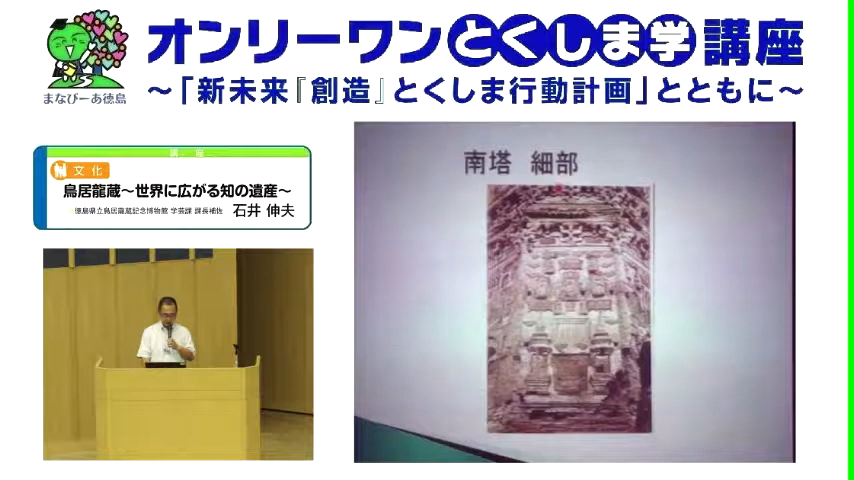 オンリーワンとくしま学講座
～「新未来『創造』とくしま行動計画」とともに～
まなびーあ徳島
講 座
文 化
鳥居龍蔵～世界に広がる知の遺産～
徳島県立鳥居龍蔵記念博物館 学芸課 課長補佐 石井 伸夫
南塔 細部